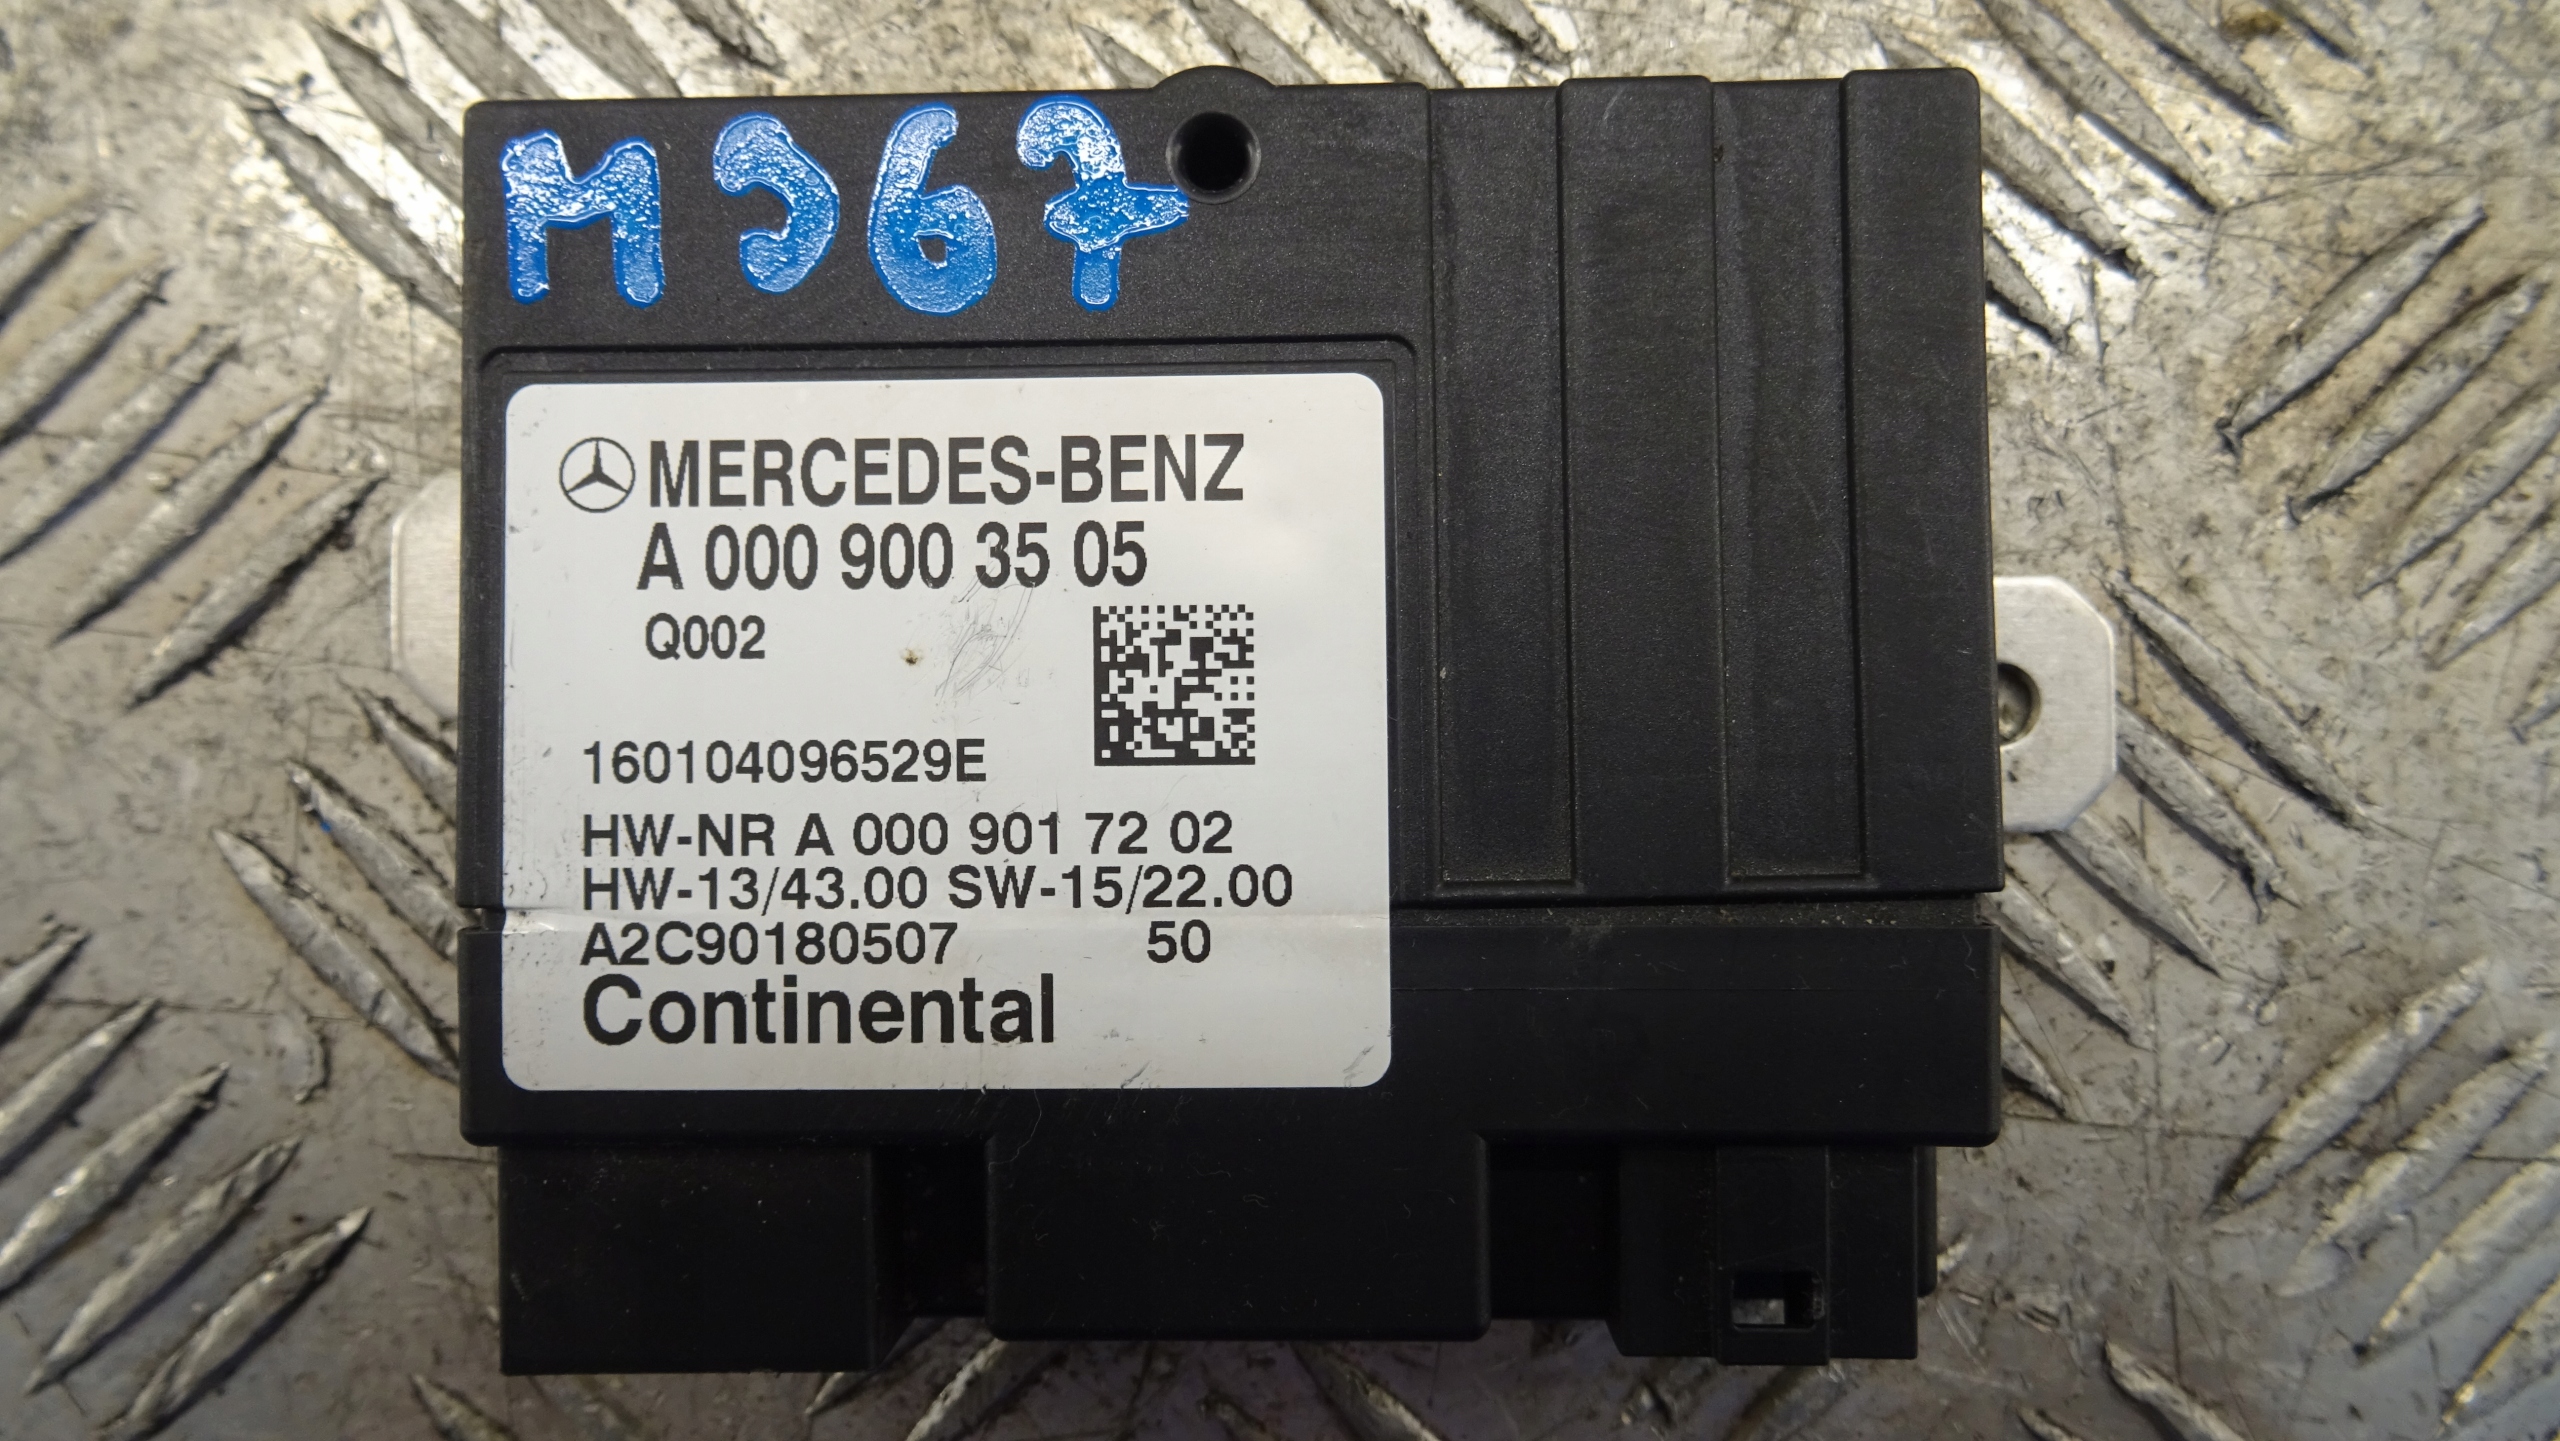 M367
MERCEDES-BENZ
A 000 900 35 05
Q002
160104096529E
HW-NR A 000 901 72 02
HW-13/43.00 SW-15/22.00
A2C90180507 50
Continental